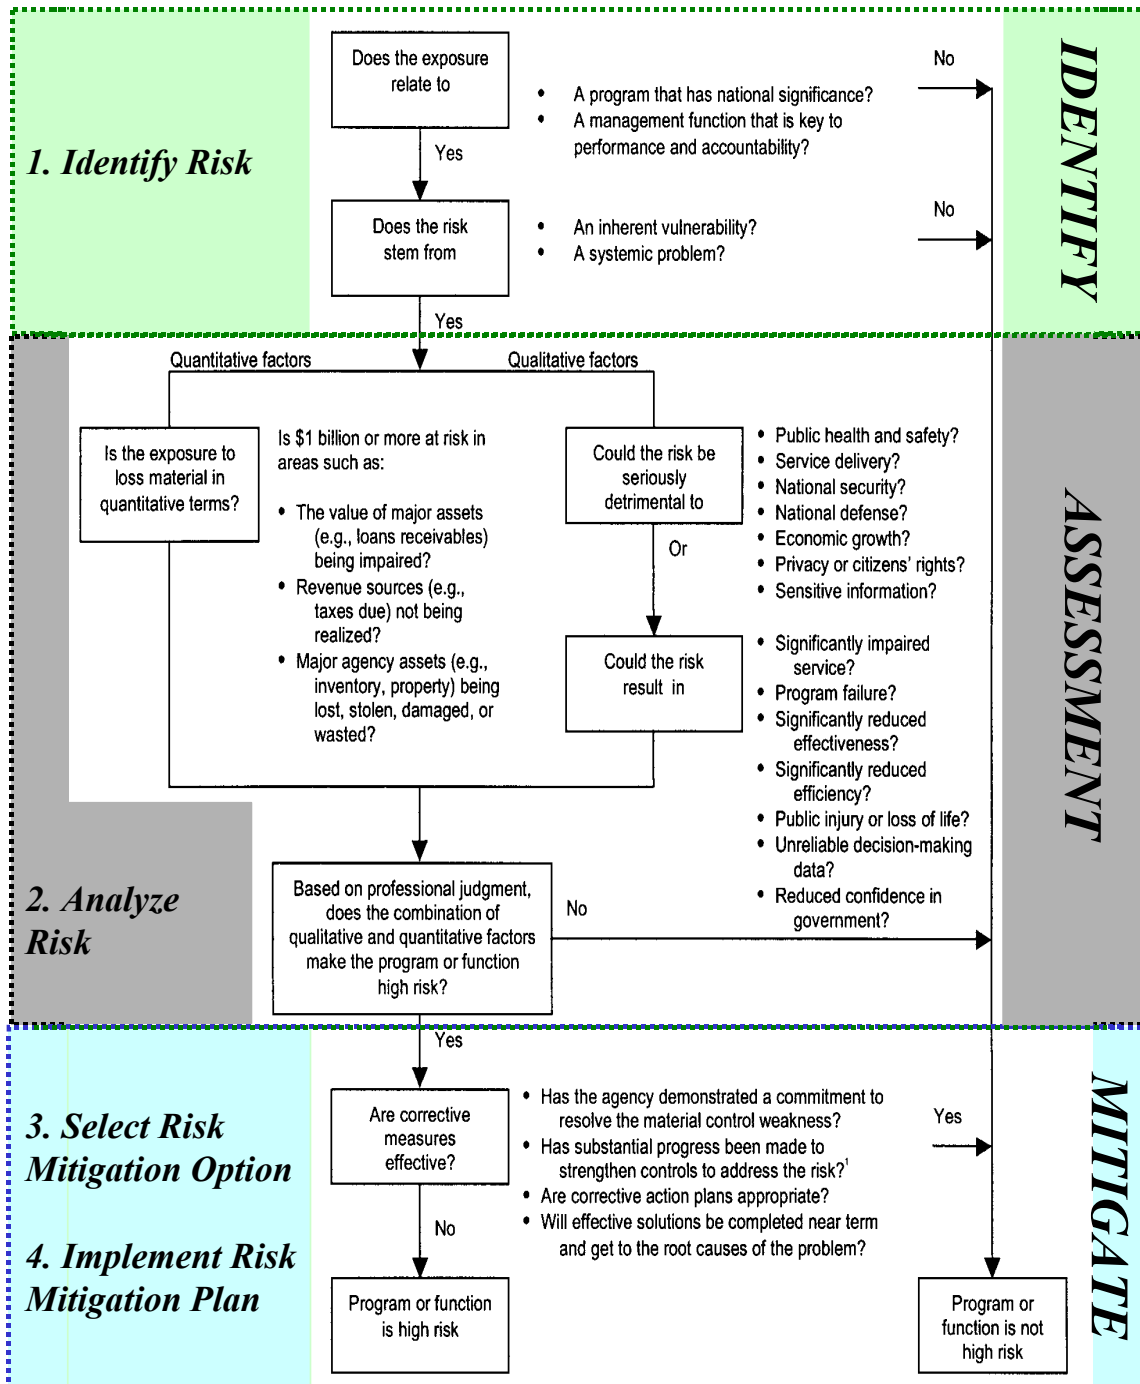 Does the exposure
relate to
No
• A program that has national significance?
• A management function that is key to
performance and accountability?
IDENTIFY
1. Identify Risk
Yes
Does the risk
stem from
No
• An inherent vulnerability?
• A systemic problem?
Yes
Quantitative factors
Qualitative factors
Is the exposure to
loss material in
quantitative terms?
Is $1 billion or more at risk in
areas such as:
• The value of major assets
(e.g., loans receivables)
being impaired?
• Revenue sources (e.g.,
taxes due) not being
realized?
• Major agency assets (e.g.,
inventory, property) being
lost, stolen, damaged, or
wasted?
Could the risk be
seriously
detrimental to
• Public health and safety?
• Service delivery?
• National security?
• National defense?
• Economic growth?
• Privacy or citizens' rights?
• Sensitive information?
Or
Could the risk
result in
• Significantly impaired
service?
• Program failure?
• Significantly reduced
effectiveness?
• Significantly reduced
efficiency?
• Public injury or loss of life?
• Unreliable decision-making
data?
• Reduced confidence in
government?
ASSESSMENT
2. Analyze
Risk
Based on professional judgment,
does the combination of
qualitative and quantitative factors
make the program or function
high risk?
No
Yes
3. Select Risk
Mitigation Option
Are corrective
measures
effective?
• Has the agency demonstrated a commitment to
resolve the material control weakness?
• Has substantial progress been made to
strengthen controls to address the risk?¹
• Are corrective action plans appropriate?
• Will effective solutions be completed near term
and get to the root causes of the problem?
Yes
MITIGATE
No
4. Implement Risk
Mitigation Plan
Program or function
is high risk
Program or
function is not
high risk